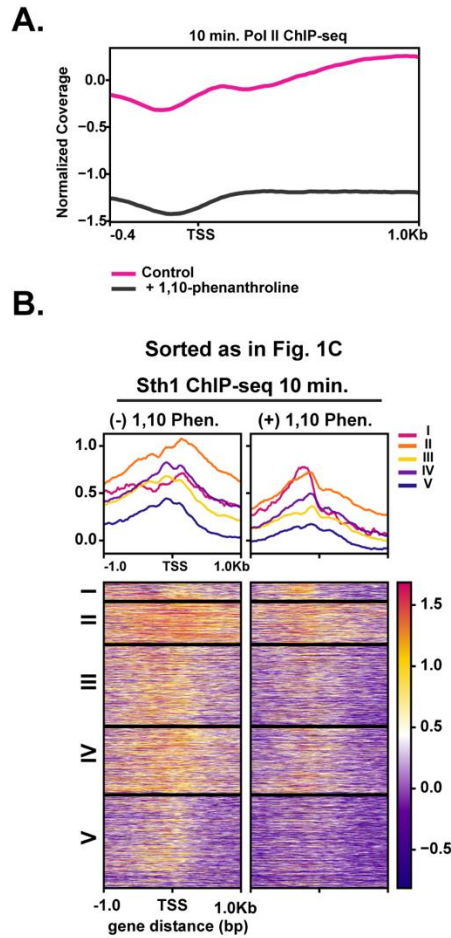 A.
10 min. Pol II ChIP-seq
Normalized Coverage
0.0
−0.5
−1.0
−1.5
-0.4 TSS 1.0Kb
Control
+ 1,10-phenanthroline
B.
Sorted as in Fig. 1C
Sth1 ChIP-seq 10 min.
(-) 1,10 Phen. (+) 1,10 Phen.
I
II
III
IV
V
1.0
0.5
0.0
-1.0 TSS 1.0Kb
I
II
III
IV
V
1.5
1.0
0.5
0.0
−0.5
-1.0 TSS 1.0Kb
gene distance (bp)